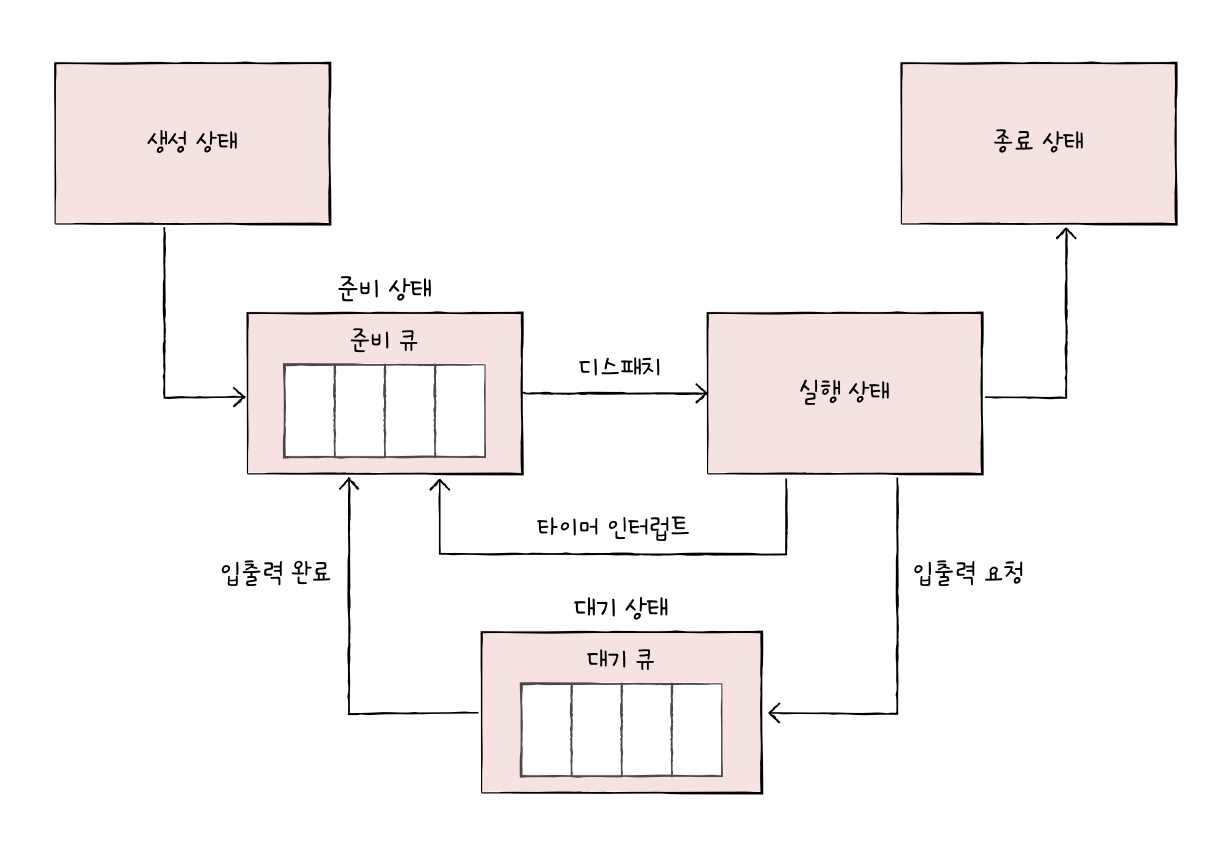 생성 상태
종료 상태
준비 상태
준비 큐
디스패치
실행 상태
타이머 인터럽트
입출력 완료
입출력 요청
대기 상태
대기 큐